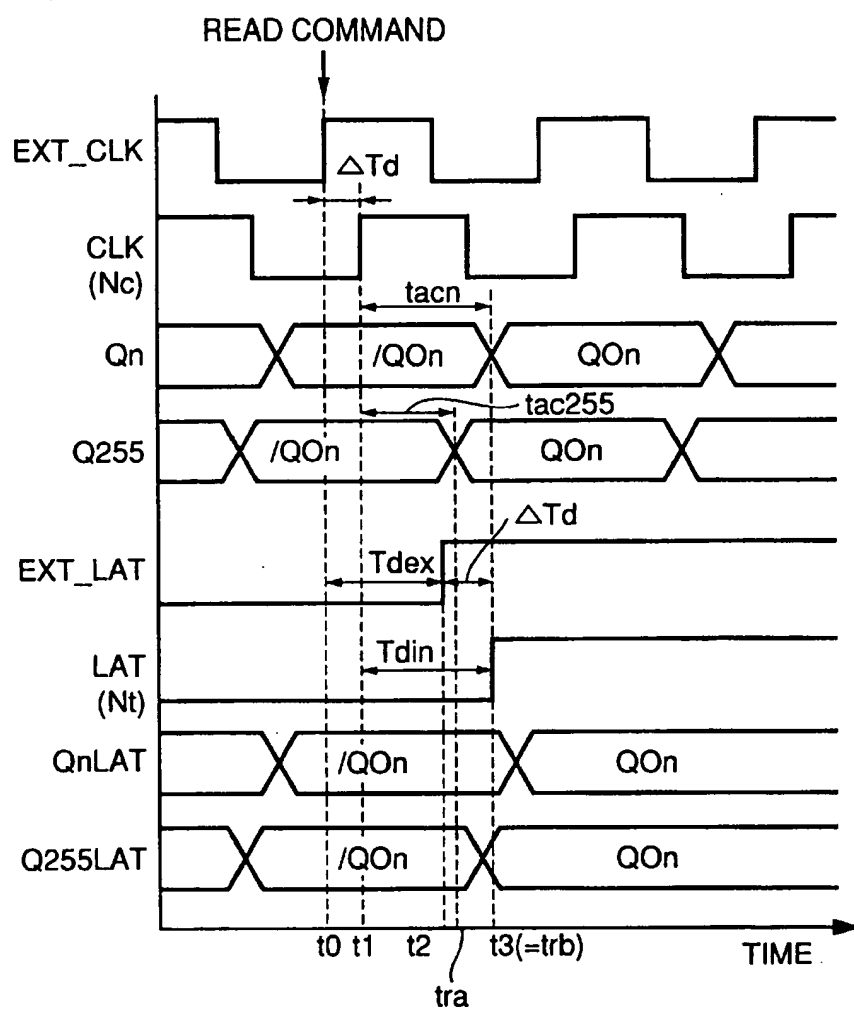 READ COMMAND
EXT_CLK
△Td
CLK
(Nc)
tacn
Qn
/QOn
QOn
tac255
Q255
/QOn
QOn
△Td
EXT_LAT
Tdex
LAT
(Nt)
Tdin
QnLAT
/QOn
QOn
Q255LAT
/QOn
QOn
t0 t1 t2 t3(=trb)
TIME
tra